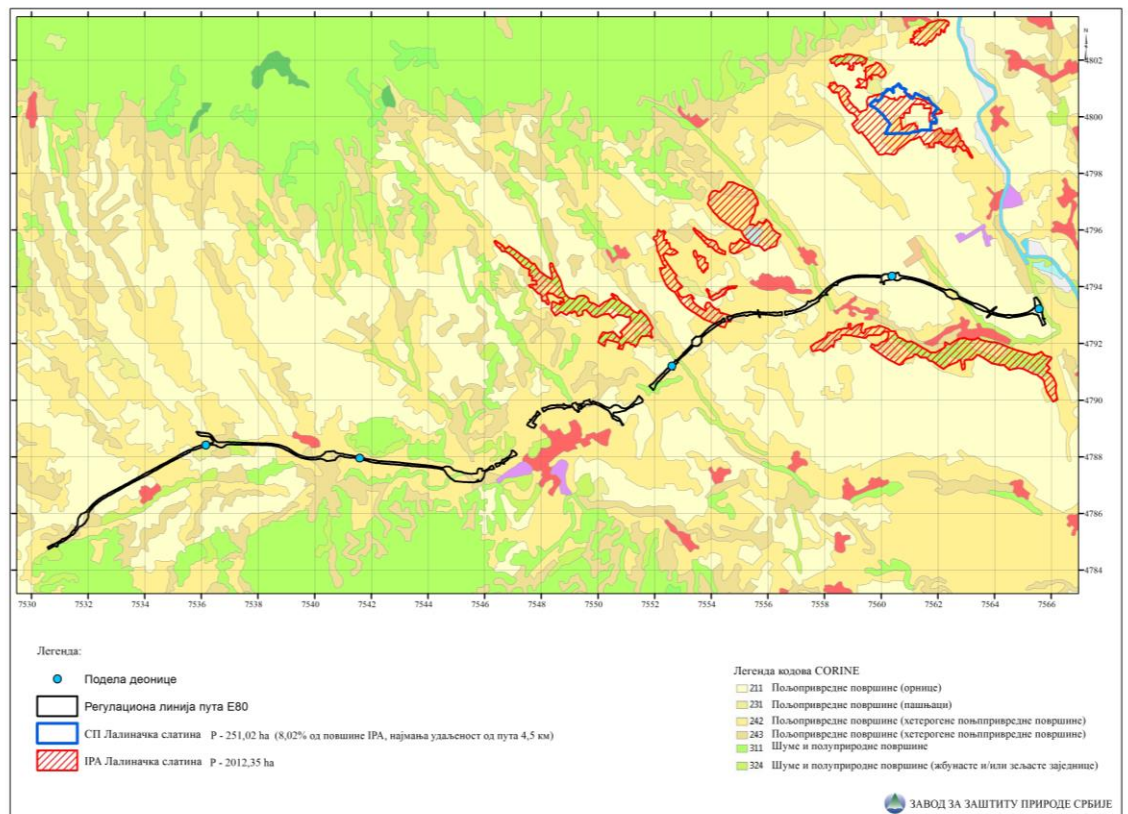 N
4802
4800
4798
4796
4794
4792
4790
4788
4786
4784
7530 7532 7534 7536 7538 7540 7542 7544 7546 7548 7550 7552 7554 7556 7558 7560 7562 7564 7566
Легенда:
Подела деонице
Регулациона линија пута Е80
СП Лалиначка слатина Р - 251,02 ha (8,02% од повшине IPA, најмања удаљеност од пута 4,5 км)
IPA Лалиначка слатина Р - 2012,35 ha
Легенда кодова CORINE
211 Пољопривредне површине (орнице)
231 Пољопривредне површине (пашњаци)
242 Пољопривредне површине (хетерогене поњппривредне површине)
243 Пољопривредне површине (хетерогене поњппривредне површине)
311 Шуме и полуприродне површине
324 Шуме и полуприродне површине (жбунасте и/или зељасте заједнице)
ЗАВОД ЗА ЗАШТИТУ ПРИРОДЕ СРБИЈЕ